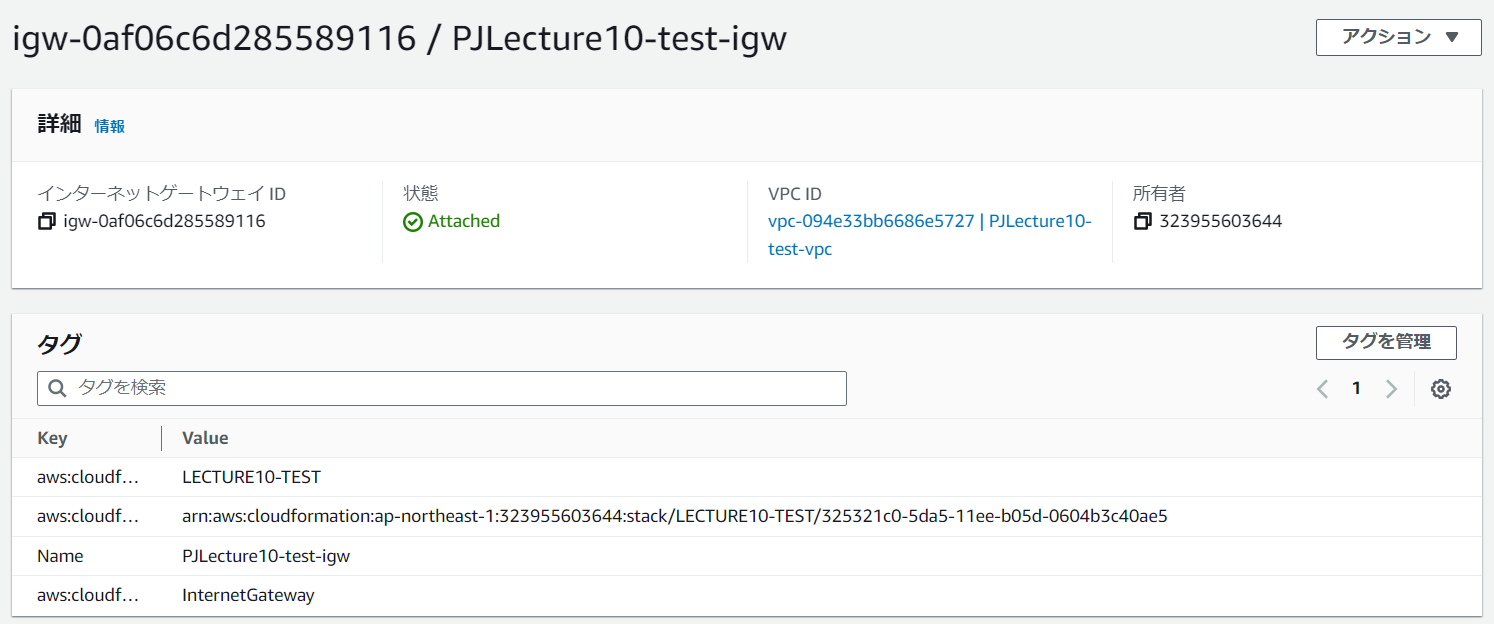 igw-0af06c6d285589116 / PJLecture10-test-igw
アクション
詳細 情報
インターネットゲートウェイ ID
igw-0af06c6d285589116
状態
Attached
VPC ID
vpc-094e33bb6686e5727 | PJLecture10-
test-vpc
所有者
323955603644
タグ
タグを管理
タグを検索
1
Key Value
aws:cloudf... LECTURE10-TEST
aws:cloudf... arn:aws:cloudformation:ap-northeast-1:323955603644:stack/LECTURE10-TEST/325321c0-5da5-11ee-b05d-0604b3c40ae5
Name PJLecture10-test-igw
aws:cloudf... InternetGateway